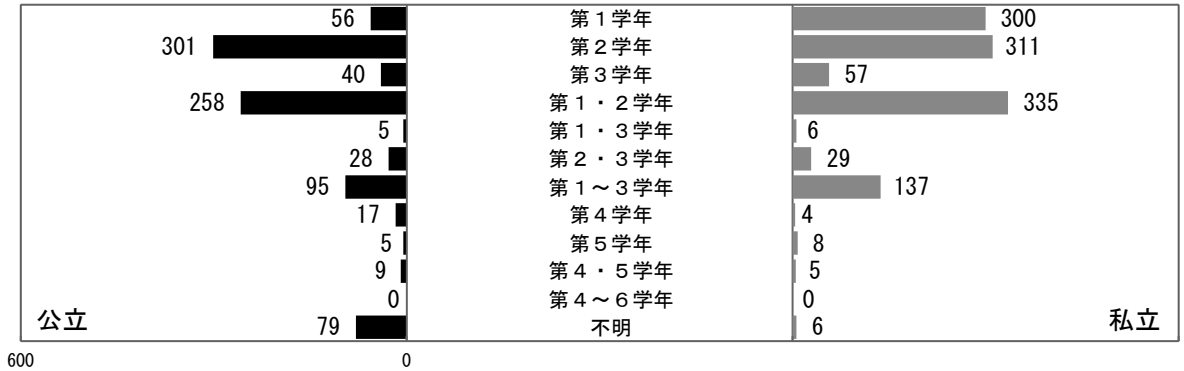 56 第１学年 300
301 第２学年 311
40 第３学年 57
258 第１・２学年 335
5 第１・３学年 6
28 第２・３学年 29
95 第１～３学年 137
17 第４学年 4
5 第５学年 8
9 第４・５学年 5
0 第４～６学年 0
公立 79 不明 6 私立
600 0